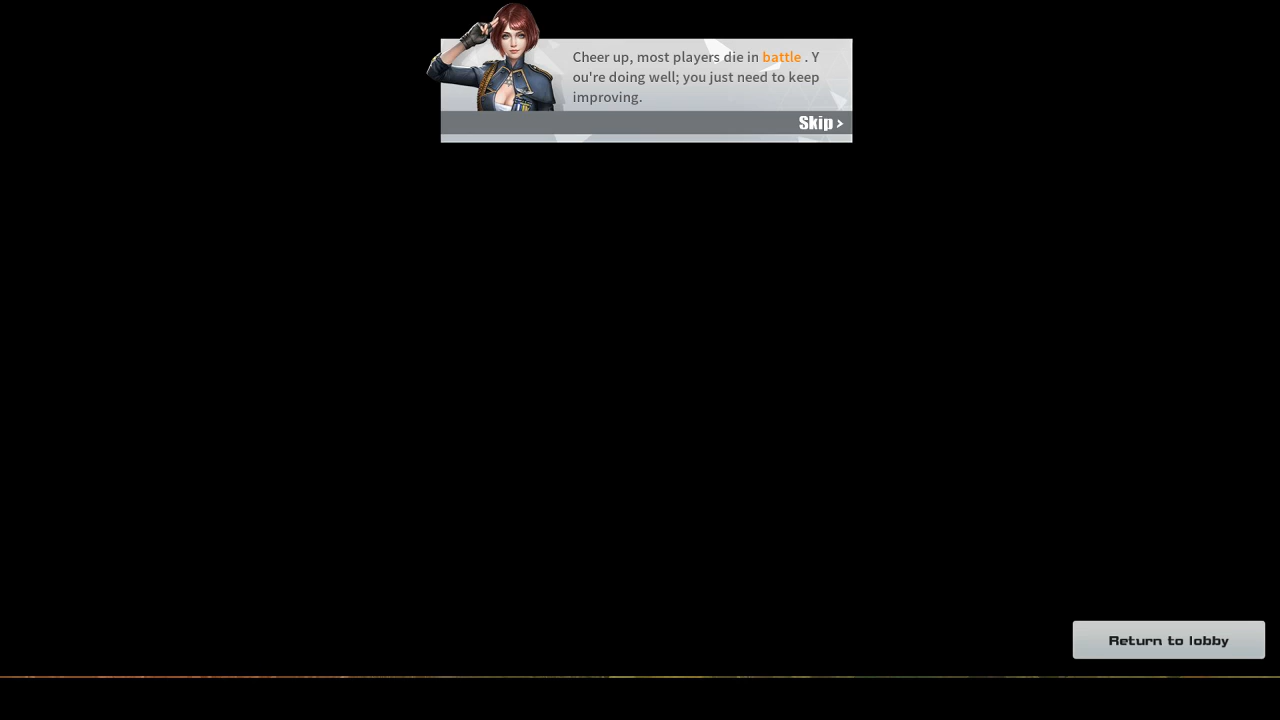 Cheer up, most players die in battle . Y
ou're doing well; you just need to keep
improving.
Skip >
Return to lobby